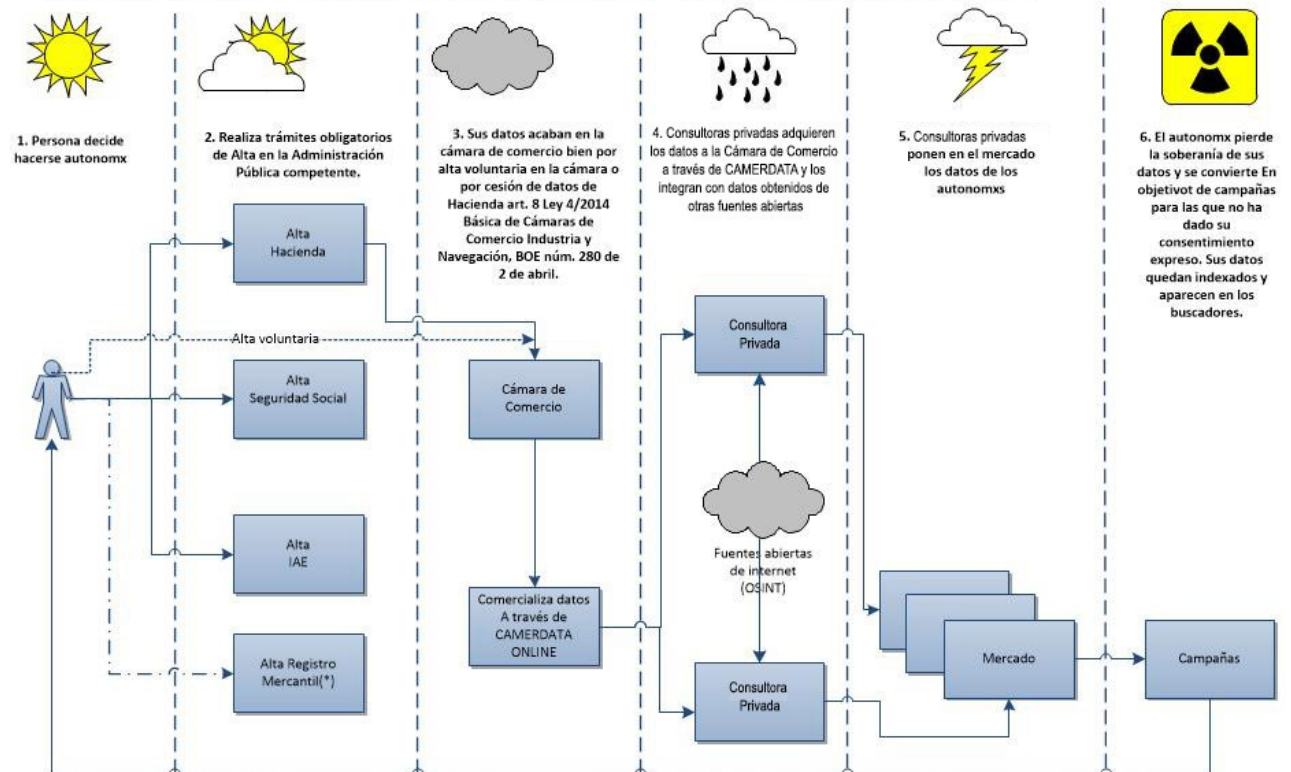 1. Persona decide
hacerse autonomx
2. Realiza trámites obligatorios
de Alta en la Administración
Pública competente.
3. Sus datos acaban en la
cámara de comercio bien por
alta voluntaria en la cámara o
por cesión de datos de
Hacienda art. 8 Ley 4/2014
Básica de Cámaras de
Comercio Industria y
Navegación, BOE núm. 280 de
2 de abril.
4. Consultoras privadas adquieren
los datos a la Cámara de Comercio
a través de CAMERDATA y los
integran con datos obtenidos de
otras fuentes abiertas
5. Consultoras privadas
ponen en el mercado
los datos de los
autonomxs
6. El autonomx pierde
la soberanía de sus
datos y se convierte En
objetivot de campañas
para las que no ha
dado su
consentimiento
expreso. Sus datos
quedan indexados y
aparecen en los
buscadores.
Alta
Hacienda
Alta voluntaria
Alta
Seguridad Social
Alta
IAE
Alta Registro
Mercantil(*)
Cámara de
Comercio
Comercializa datos
A través de
CAMERDATA
ONLINE
Consultora
Privada
Fuentes abiertas
de internet
(OSINT)
Consultora
Privada
Mercado
Campañas